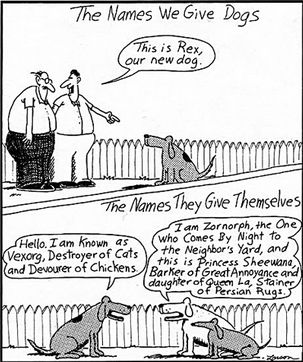 The Names We Give Dogs
This is Rex,
our new dog.
The Names They Give Themselves
Hello, I am Known as
Vexorg, Destroyer of Cats
and Devourer of Chickens.
I am Zornorph, the One
who Comes By Night to
the Neighbor's Yard, and
this is Princess Sheewana,
Barker of Great Annoyance and
daughter of Queen La, Stainer
of Persian Rugs.
Larson